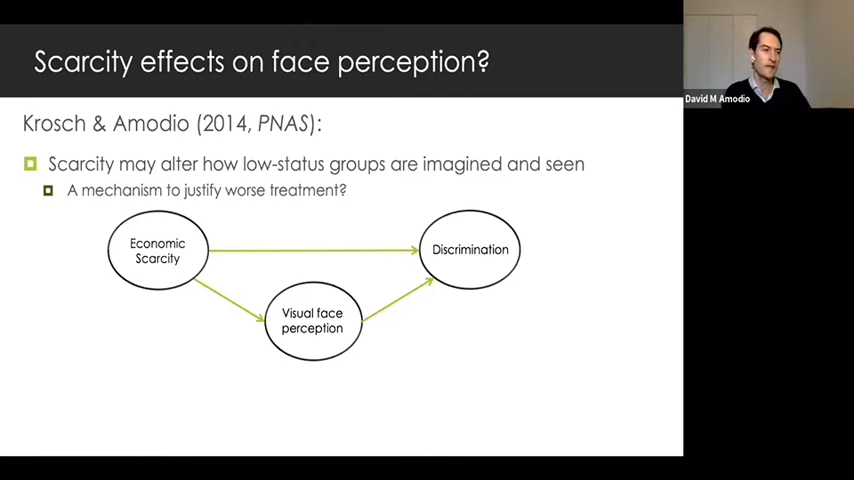 Scarcity effects on face perception?
David M Amodio
Krosch & Amodio (2014, PNAS):
Scarcity may alter how low-status groups are imagined and seen
A mechanism to justify worse treatment?
Economic
Scarcity
Discrimination
Visual face
perception